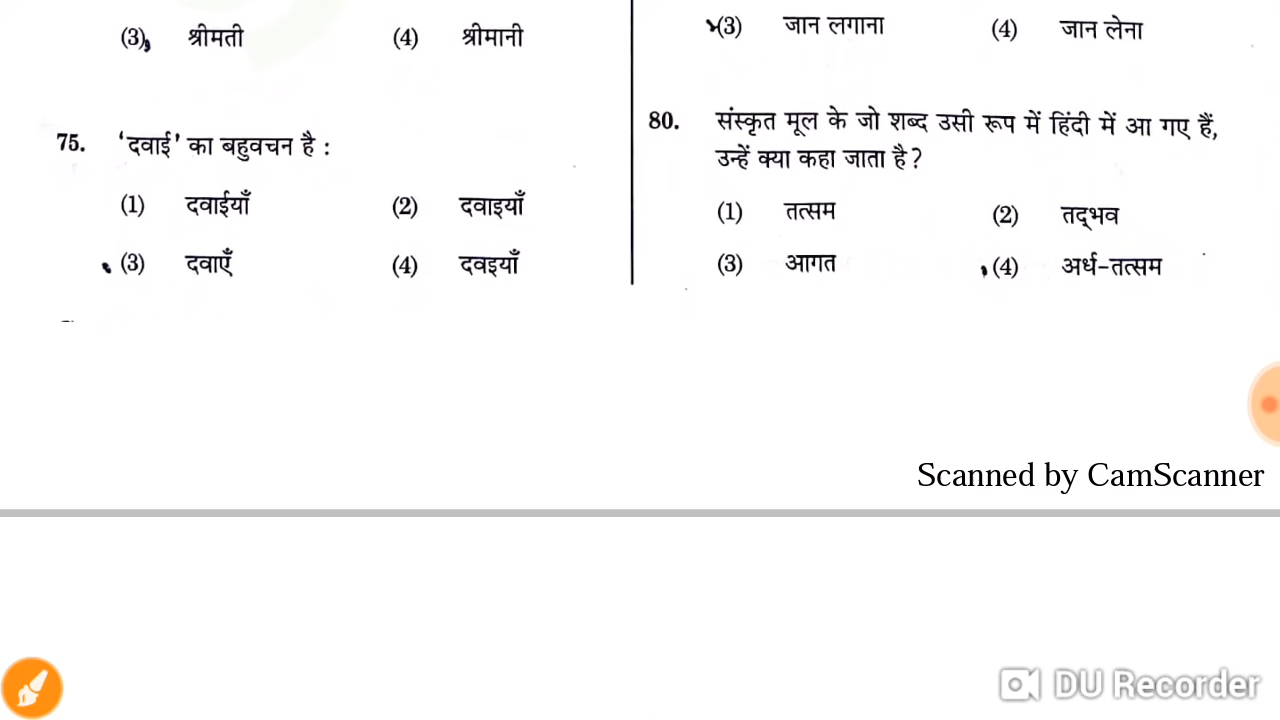 (3) श्रीमती (4) श्रीमानी
75. ‘दवाई’ का बहुवचन है :
(1) दवाईयाँ (2) दवाइयाँ
(3) दवाएँ (4) दवइयाँ
(3) जान लगाना (4) जान लेना
80. संस्कृत मूल के जो शब्द उसी रूप में हिंदी में आ गए हैं,
उन्हें क्या कहा जाता है?
(1) तत्सम (2) तद्भव
(3) आगत (4) अर्ध-तत्सम
Scanned by CamScanner
DU Recorder